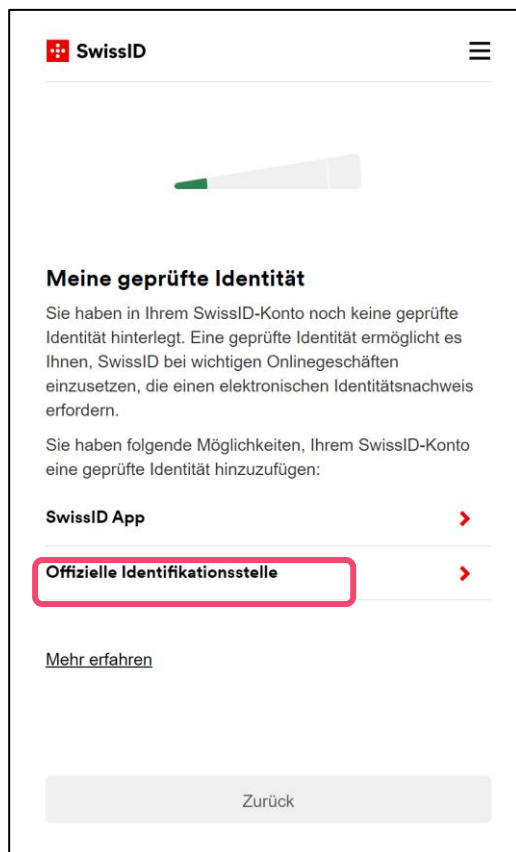 SwissID
Meine geprüfte Identität
Sie haben in Ihrem SwissID-Konto noch keine geprüfte
Identität hinterlegt. Eine geprüfte Identität ermöglicht es
Ihnen, SwissID bei wichtigen Onlinegeschäften
einzusetzen, die einen elektronischen Identitätsnachweis
erfordern.
Sie haben folgende Möglichkeiten, Ihrem SwissID-Konto
eine geprüfte Identität hinzuzufügen:
SwissID App
Offizielle Identifikationsstelle
Mehr erfahren
Zurück